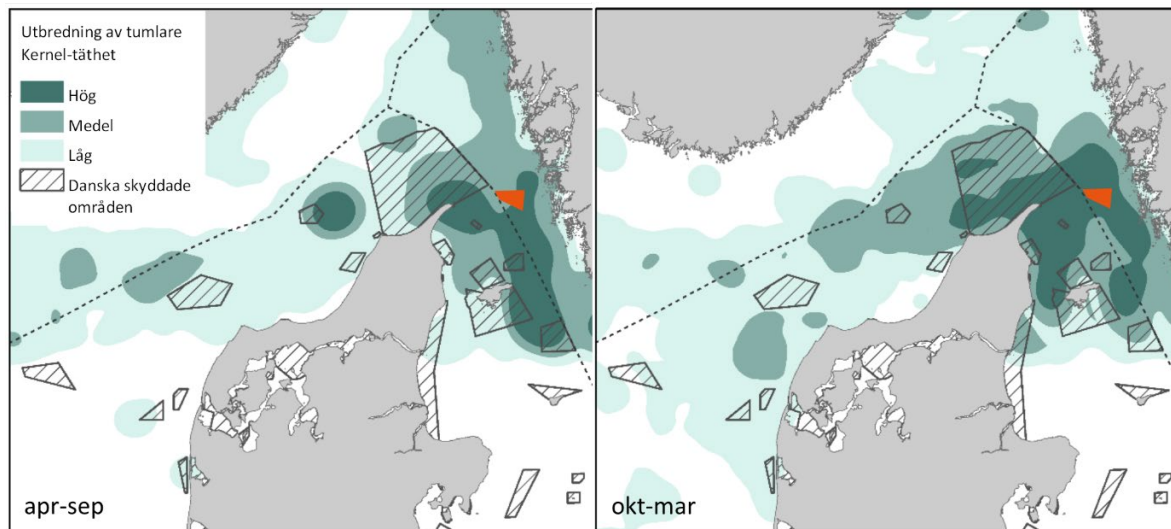 Utbredning av tumlare
Kernel-täthet
Hög
Medel
Låg
Danska skyddade
områden
apr-sep
okt-mar